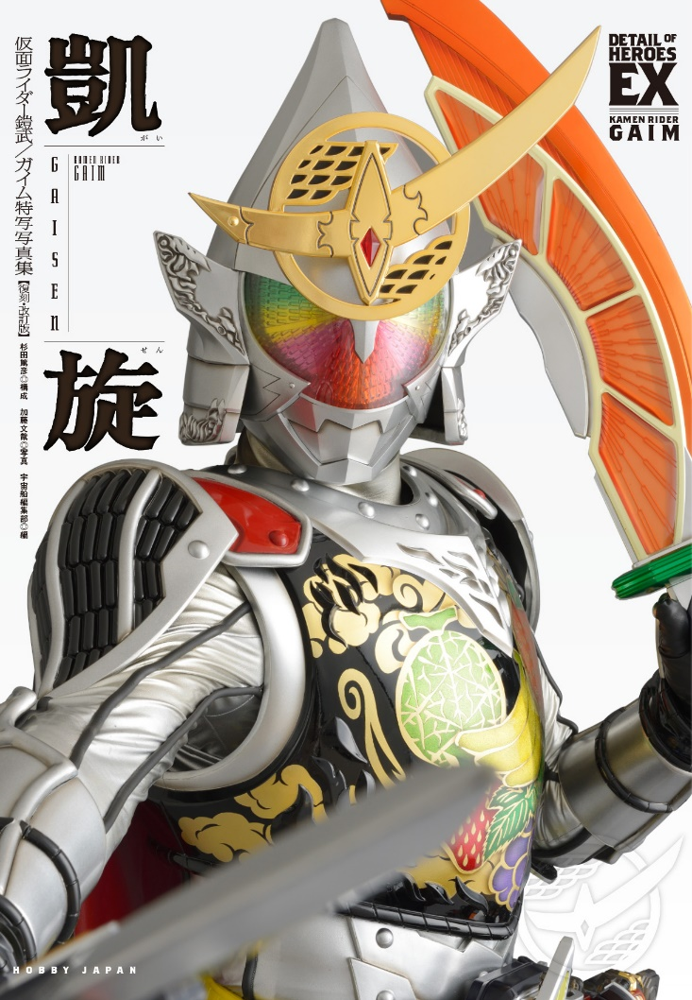 凱
がい
旋
せん
GAISEN
KAMEN RIDER
GAIM
仮面ライダー鎧武/ガイム特写写真集【復刻・改訂版】
杉田篤彦◎構成 加藤文哉◎写真 宇宙船編集部◎編
DETAIL OF
HEROES
EX
KAMEN RIDER
GAIM
HOBBY JAPAN